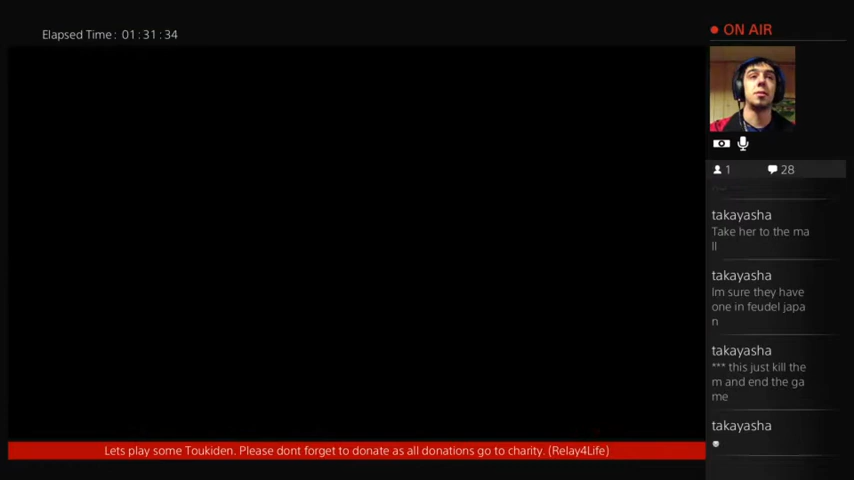 Elapsed Time: 01:31:34
ON AIR
1
28
takayasha
Take her to the ma
ll
takayasha
Im sure they have
one in feudel japa
n
takayasha
*** this just kill the
m and end the ga
me
takayasha
Lets play some Toukiden. Please dont forget to donate as all donations go to charity. (Relay4Life)